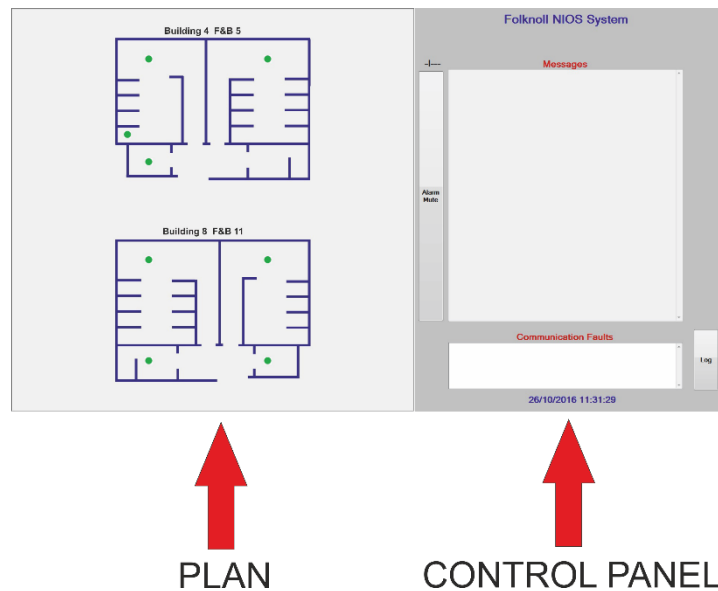 Building 4 F&B 5
Building 8 F&B 11
Folknoll NIOS System
Messages
Alarm
Mute
Communication Faults
Log
26/10/2016 11:31:29
PLAN
CONTROL PANEL